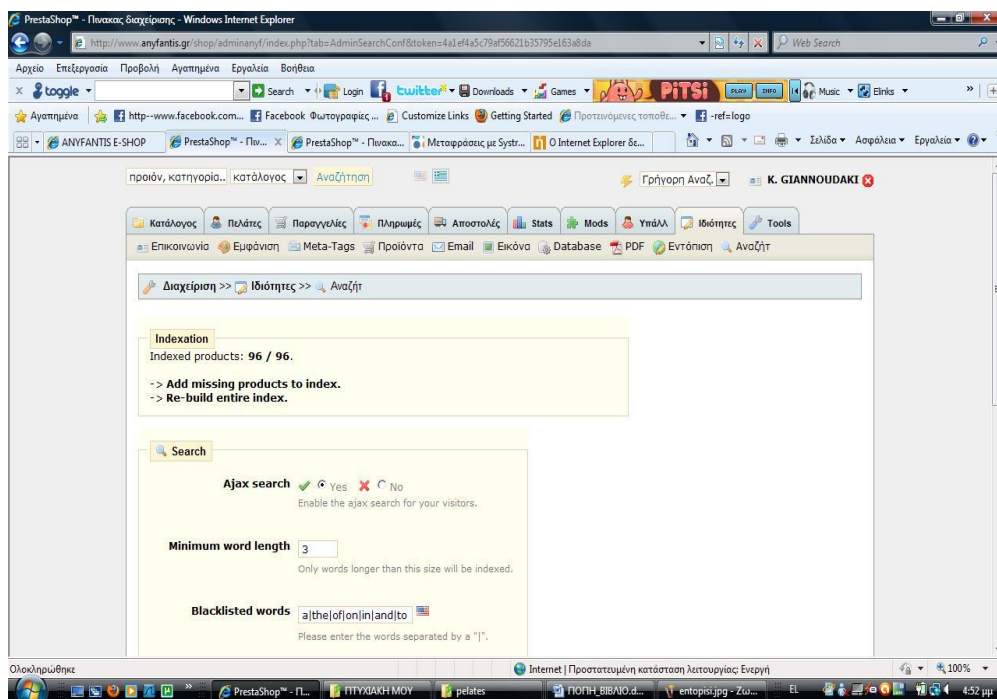 PrestaShop™ - Πινακας διαχείρισης - Windows Internet Explorer
http://www.anyfantis.gr/shop/adminanyf/index.php?tab=AdminSearchConf&token=4a1ef4a5c79af56621b35795e163a8da
Web Search
Αρχείο Επεξεργασία Προβολή Αγαπημένα Εργαλεία Βοήθεια
toggle Search Login twitter Downloads Games PiTSi PLAY INFO Music Elinks »
Αγαπημένα http--www.facebook.com... Facebook Φωτογραφίες ... Customize Links Getting Started Προτεινόμενες τοποθε... -ref=logo
ANYFANTIS E-SHOP PrestaShop™ - Πιν... X PrestaShop™ - Πινακα... Μεταφράσεις με Systr... Ο Internet Explorer δε... Σελίδα Ασφάλεια Εργαλεία
προιόν, κατηγορία.. κατάλογος Αναζήτηση Γρήγορη Αναζ. K. GIANNOUDAKI
Κατάλογος Πελάτες Παραγγελίες Πληρωμές Αποστολές Stats Mods Υπάλλ Ιδιότητες Tools
Επικοινωνία Εμφάνιση Meta-Tags Προϊόντα Email Εικόνα Database PDF Εντόπιση Αναζήτ
Διαχείριση >> Ιδιότητες >> Αναζήτ
Indexation
Indexed products: 96 / 96.
-> Add missing products to index.
-> Re-build entire index.
Search
Ajax search Yes No
Enable the ajax search for your visitors.
Minimum word length 3
Only words longer than this size will be indexed.
Blacklisted words a|the|of|on|in|and|to
Please enter the words separated by a "|".
Ολοκληρώθηκε Internet | Προστατευμένη κατάσταση λειτουργίας: Ενεργή 100%
» PrestaShop™ - Π... ΠΤΥΧΙΑΚΗ ΜΟΥ pelates ΠΟΠΗ_ΒΙΒΛΙΟ.d... entopisi.jpg - Ζω... EL 4:52 μμ